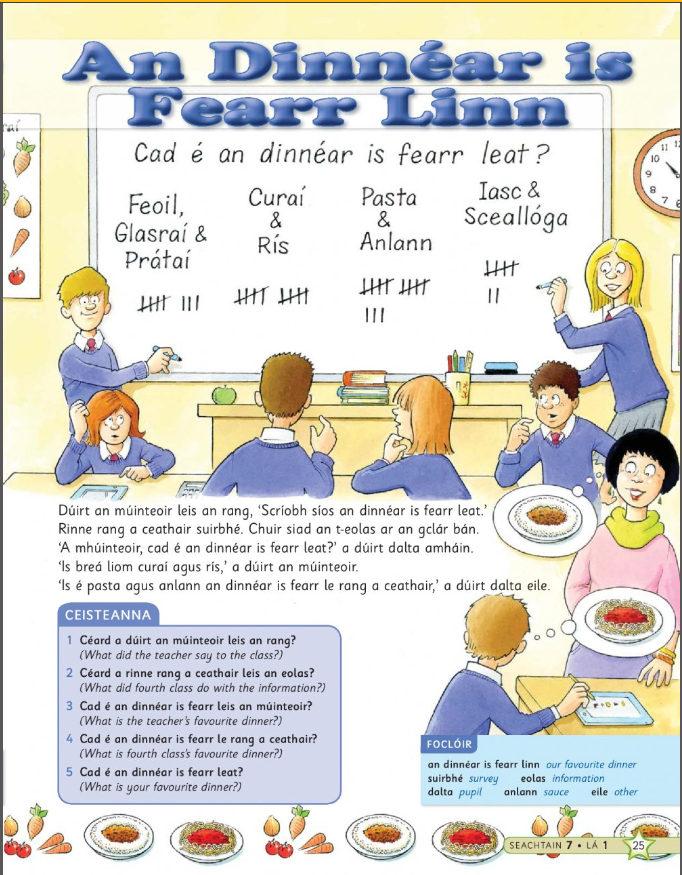 An Dinnéar is
Fearr Linn
raí
Cad é an dinnéar is fearr leat?
Feoil,
Glasraí &
Prátaí
Curaí
&
Rís
Pasta
&
Anlann
Iasc &
Sceallóga
11 12
10
9
8
7
Dúirt an múinteoir leis an rang, ‘Scríobh síos an dinnéar is fearr leat.’
Rinne rang a ceathair suirbhé. Chuir siad an t-eolas ar an gclár bán.
‘A mhúinteoir, cad é an dinnéar is fearr leat?’ a dúirt dalta amháin.
‘Is breá liom curaí agus rís,’ a dúirt an múinteoir.
‘Is é pasta agus anlann an dinnéar is fearr le rang a ceathair,’ a dúirt dalta eile.
CEISTEANNA
1 Céard a dúirt an múinteoir leis an rang?
(What did the teacher say to the class?)
2 Céard a rinne rang a ceathair leis an eolas?
(What did fourth class do with the information?)
3 Cad é an dinnéar is fearr leis an múinteoir?
(What is the teacher's favourite dinner?)
4 Cad é an dinnéar is fearr le rang a ceathair?
(What is fourth class's favourite dinner?)
5 Cad é an dinnéar is fearr leat?
(What is your favourite dinner?)
FOCLÓIR
an dinnéar is fearr linn our favourite dinner
suirbhé survey eolas information
dalta pupil anlann sauce eile other
SEACHTAIN 7 • LÁ 1 25